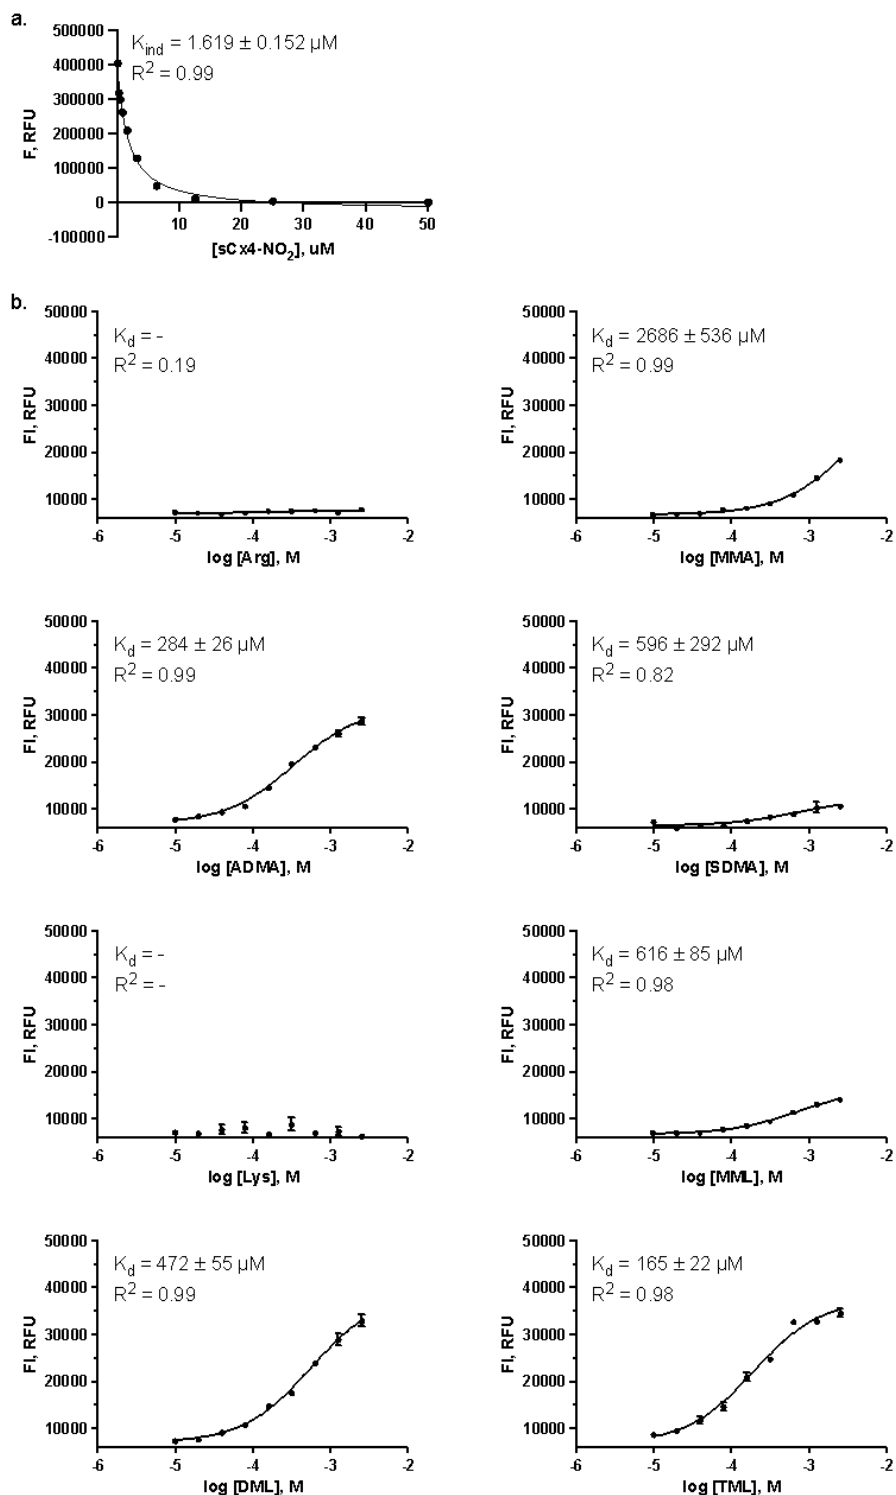 a.
500000
400000
300000
200000
100000
0
-100000
F, RFU
K_ind = 1.619 ± 0.152 µM
R² = 0.99
10 20 30 40 50
[sCx4-NO₂], uM
b.
50000
40000
30000
20000
10000
FI, RFU
K_d = -
R² = 0.19
-6 -5 -4 -3 -2
log [Arg], M
50000
40000
30000
20000
10000
FI, RFU
K_d = 2686 ± 536 µM
R² = 0.99
-6 -5 -4 -3 -2
log [MMA], M
50000
40000
30000
20000
10000
FI, RFU
K_d = 284 ± 26 µM
R² = 0.99
-6 -5 -4 -3 -2
log [ADMA], M
50000
40000
30000
20000
10000
FI, RFU
K_d = 596 ± 292 µM
R² = 0.82
-6 -5 -4 -3 -2
log [SDMA], M
50000
40000
30000
20000
10000
FI, RFU
K_d = -
R² = -
-6 -5 -4 -3 -2
log [Lys], M
50000
40000
30000
20000
10000
FI, RFU
K_d = 616 ± 85 µM
R² = 0.98
-6 -5 -4 -3 -2
log [MML], M
50000
40000
30000
20000
10000
FI, RFU
K_d = 472 ± 55 µM
R² = 0.99
-6 -5 -4 -3 -2
log [DML], M
50000
40000
30000
20000
10000
FI, RFU
K_d = 165 ± 22 µM
R² = 0.98
-6 -5 -4 -3 -2
log [TML], M